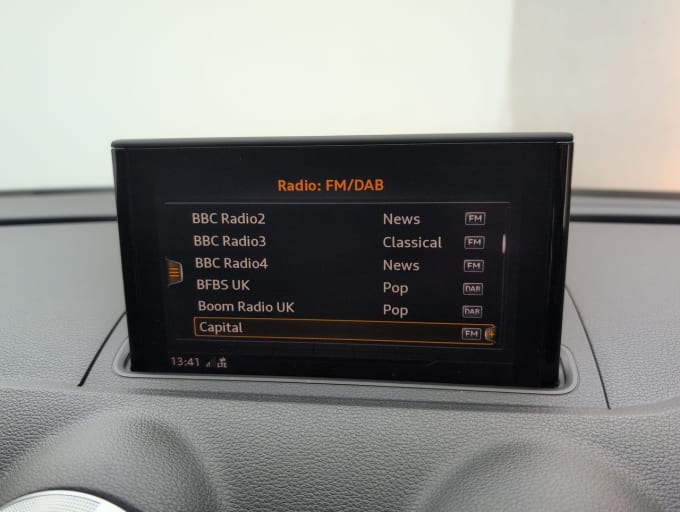 Radio: FM/DAB
BBC Radio2 News FM
BBC Radio3 Classical FM
BBC Radio4 News FM
BFBS UK Pop DAB
Boom Radio UK Pop DAB
Capital FM
13:41 LTE